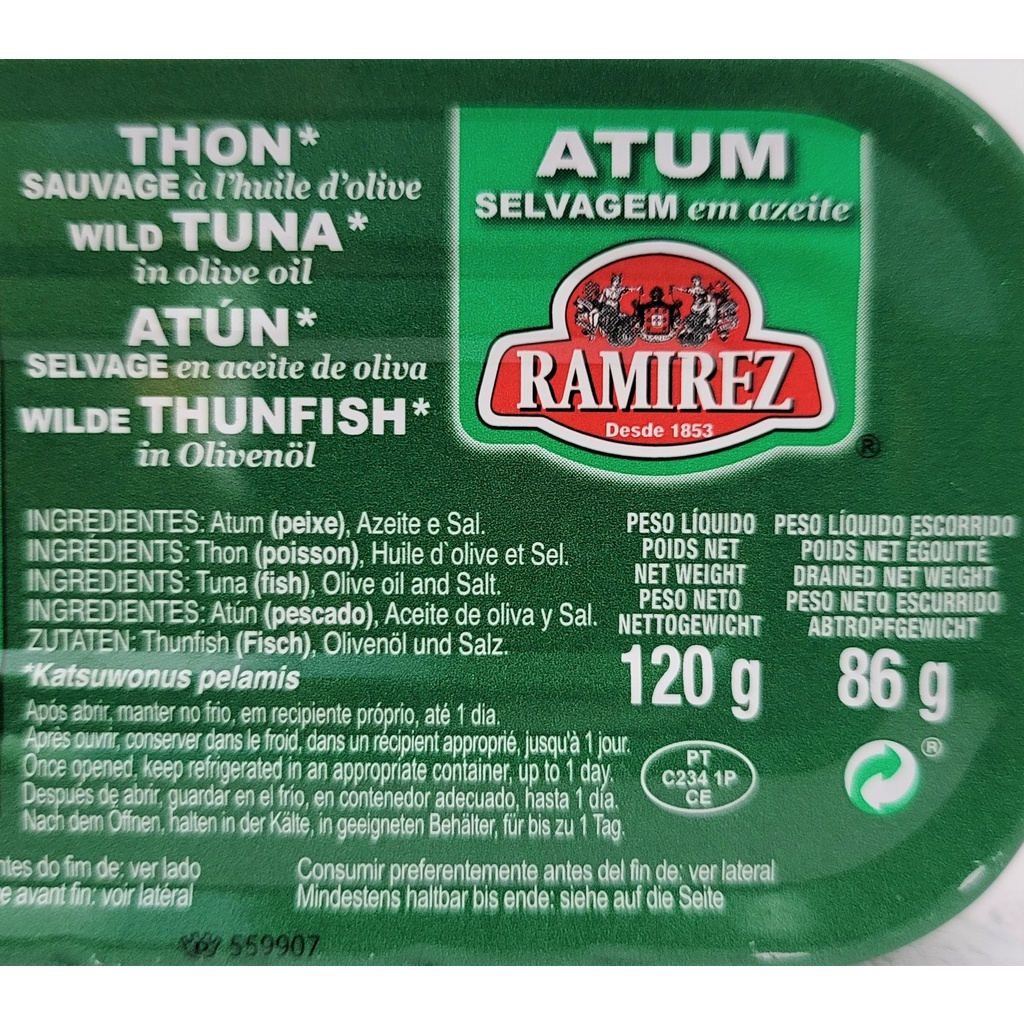 THON*
SAUVAGE à l'huile d'olive
WILD TUNA*
in olive oil
ATÚN*
SELVAGE en aceite de oliva
WILDE THUNFISH*
in Olivenöl
ATUM
SELVAGEM em azeite
RAMIREZ
Desde 1853
®
INGREDIENTES: Atum (peixe), Azeite e Sal.
INGRÉDIENTS: Thon (poisson), Huile d`olive et Sel.
INGREDIENTS: Tuna (fish), Olive oil and Salt.
INGREDIENTES: Atún (pescado), Aceite de oliva y Sal.
ZUTATEN: Thunfish (Fisch), Olivenöl und Salz.
*Katsuwonus pelamis
PESO LÍQUIDO
POIDS NET
NET WEIGHT
PESO NETO
NETTOGEWICHT
120 g
PESO LÍQUIDO ESCORRIDO
POIDS NET ÉGOUTTÉ
DRAINED NET WEIGHT
PESO NETO ESCURRIDO
ABTROPFGEWICHT
86 g
Após abrir, manter no frio, em recipiente próprio, até 1 dia.
Après ouvrir, conserver dans le froid, dans un récipient approprié, jusqu'à 1 jour.
Once opened, keep refrigerated in an appropriate container, up to 1 day.
Después de abrir, guardar en el frío, en contenedor adecuado, hasta 1 día.
Nach dem Öffnen, halten in der Kälte, in geeigneten Behälter, für bis zu 1 Tag.
PT
C234 1P
CE
®
do fim de: ver lado
avant fin: voir latéral
Consumir preferentemente antes del fin de: ver lateral
Mindestens haltbar bis ende: siehe auf die Seite
559907